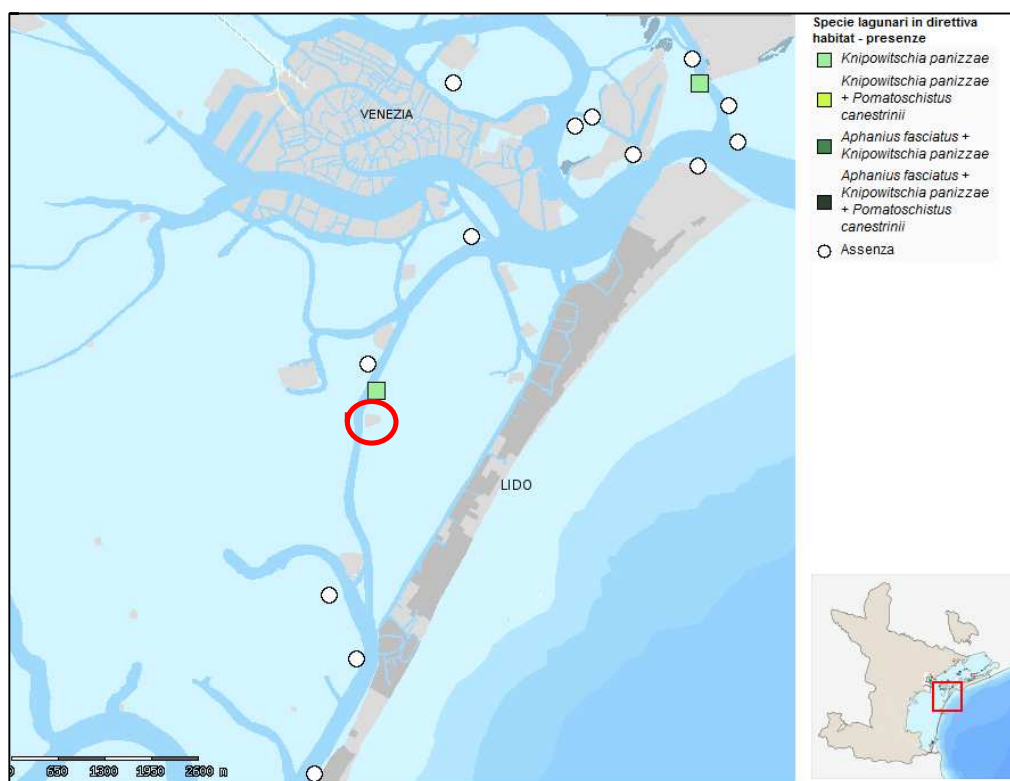 Specie lagunari in direttiva
habitat - presenze
Knipowitschia panizzae
Knipowitschia panizzae
+ Pomatoschistus
canestrinii
Aphanius fasciatus +
Knipowitschia panizzae
Aphanius fasciatus +
Knipowitschia panizzae
+ Pomatoschistus
canestrinii
Assenza
VENEZIA
LIDO
0 650 1300 1950 2600 m